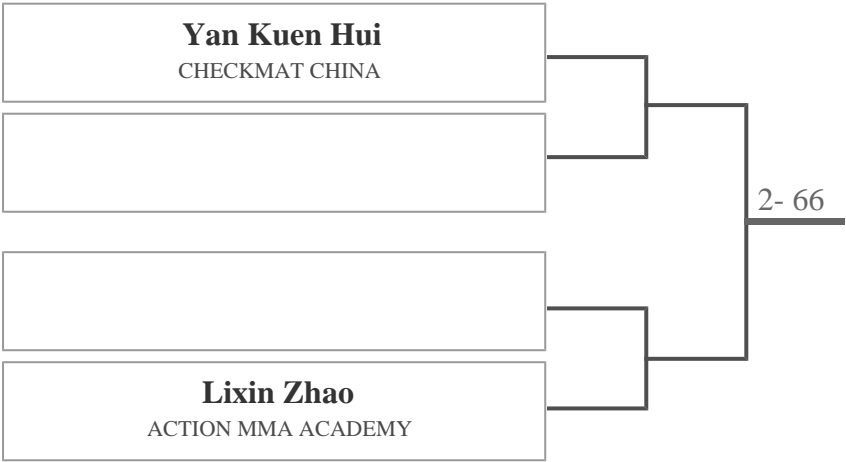 Yan Kuen Hui
CHECKMAT CHINA
2- 66
Lixin Zhao
ACTION MMA ACADEMY